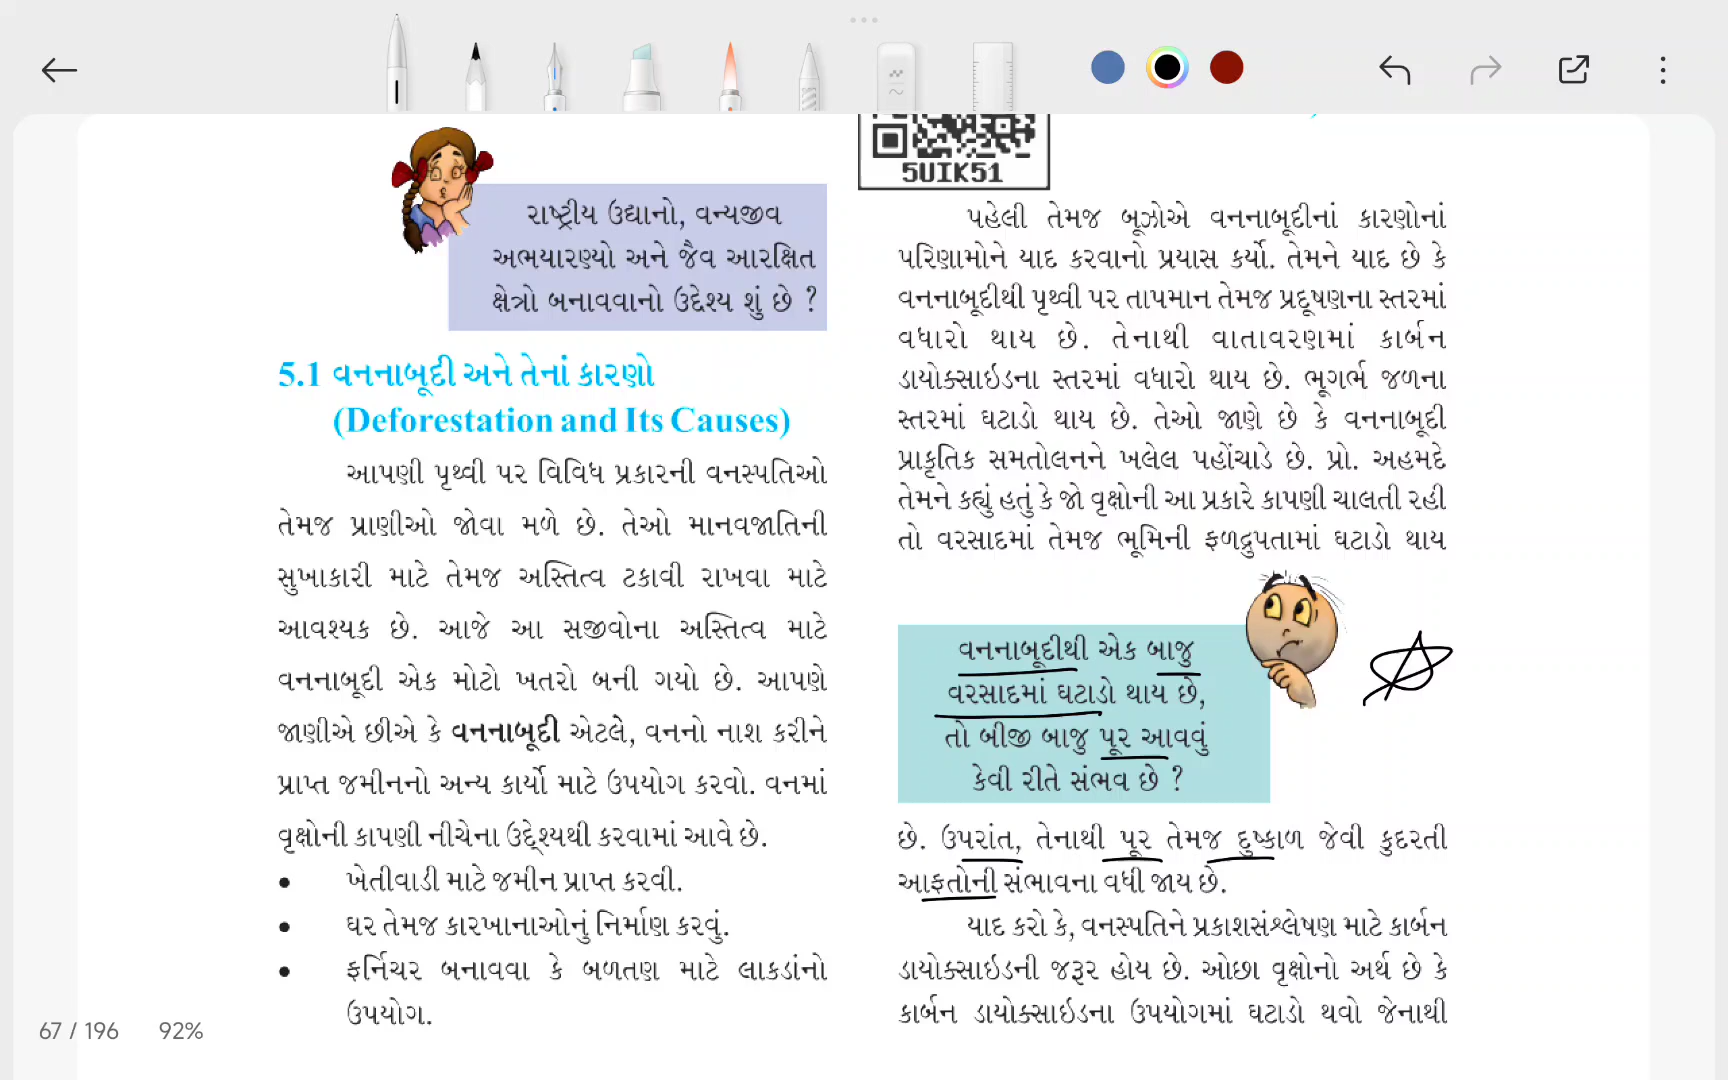 5UIK51
રાષ્ટ્રીય ઉદ્યાનો, વન્યજીવ
અભયારણ્યો અને જૈવ આરક્ષિત
ક્ષેત્રો બનાવવાનો ઉદ્દેશ્ય શું છે ?
5.1 વનનાબૂદી અને તેનાં કારણો
(Deforestation and Its Causes)
આપણી પૃથ્વી પર વિવિધ પ્રકારની વનસ્પતિઓ
તેમજ પ્રાણીઓ જોવા મળે છે. તેઓ માનવજાતિની
સુખાકારી માટે તેમજ અસ્તિત્વ ટકાવી રાખવા માટે
આવશ્યક છે. આજે આ સજીવોના અસ્તિત્વ માટે
વનનાબૂદી એક મોટો ખતરો બની ગયો છે. આપણે
જાણીએ છીએ કે વનનાબૂદી એટલે, વનનો નાશ કરીને
પ્રાપ્ત જમીનનો અન્ય કાર્યો માટે ઉપયોગ કરવો. વનમાં
વૃક્ષોની કાપણી નીચેના ઉદ્દેશ્યથી કરવામાં આવે છે.
• ખેતીવાડી માટે જમીન પ્રાપ્ત કરવી.
• ઘર તેમજ કારખાનાઓનું નિર્માણ કરવું.
• ફર્નિચર બનાવવા કે બળતણ માટે લાકડાંનો
ઉપયોગ.
પહેલી તેમજ બૂઝોએ વનનાબૂદીનાં કારણોનાં
પરિણામોને યાદ કરવાનો પ્રયાસ કર્યો. તેમને યાદ છે કે
વનનાબૂદીથી પૃથ્વી પર તાપમાન તેમજ પ્રદૂષણના સ્તરમાં
વધારો થાય છે. તેનાથી વાતાવરણમાં કાર્બન
ડાયોક્સાઇડના સ્તરમાં વધારો થાય છે. ભૂગર્ભ જળના
સ્તરમાં ઘટાડો થાય છે. તેઓ જાણે છે કે વનનાબૂદી
પ્રાકૃતિક સમતોલનને ખલેલ પહોંચાડે છે. પ્રો. અહમદે
તેમને કહ્યું હતું કે જો વૃક્ષોની આ પ્રકારે કાપણી ચાલતી રહી
તો વરસાદમાં તેમજ ભૂમિની ફળદ્રુપતામાં ઘટાડો થાય
વનનાબૂદીથી એક બાજુ
વરસાદમાં ઘટાડો થાય છે,
તો બીજી બાજુ પૂર આવવું
કેવી રીતે સંભવ છે ?
છે. ઉપરાંત, તેનાથી પૂર તેમજ દુષ્કાળ જેવી કુદરતી
આફતોની સંભાવના વધી જાય છે.
યાદ કરો કે, વનસ્પતિને પ્રકાશસંશ્લેષણ માટે કાર્બન
ડાયોક્સાઇડની જરૂર હોય છે. ઓછા વૃક્ષોનો અર્થ છે કે
કાર્બન ડાયોક્સાઇડના ઉપયોગમાં ઘટાડો થવો જેનાથી
67 / 196 92%